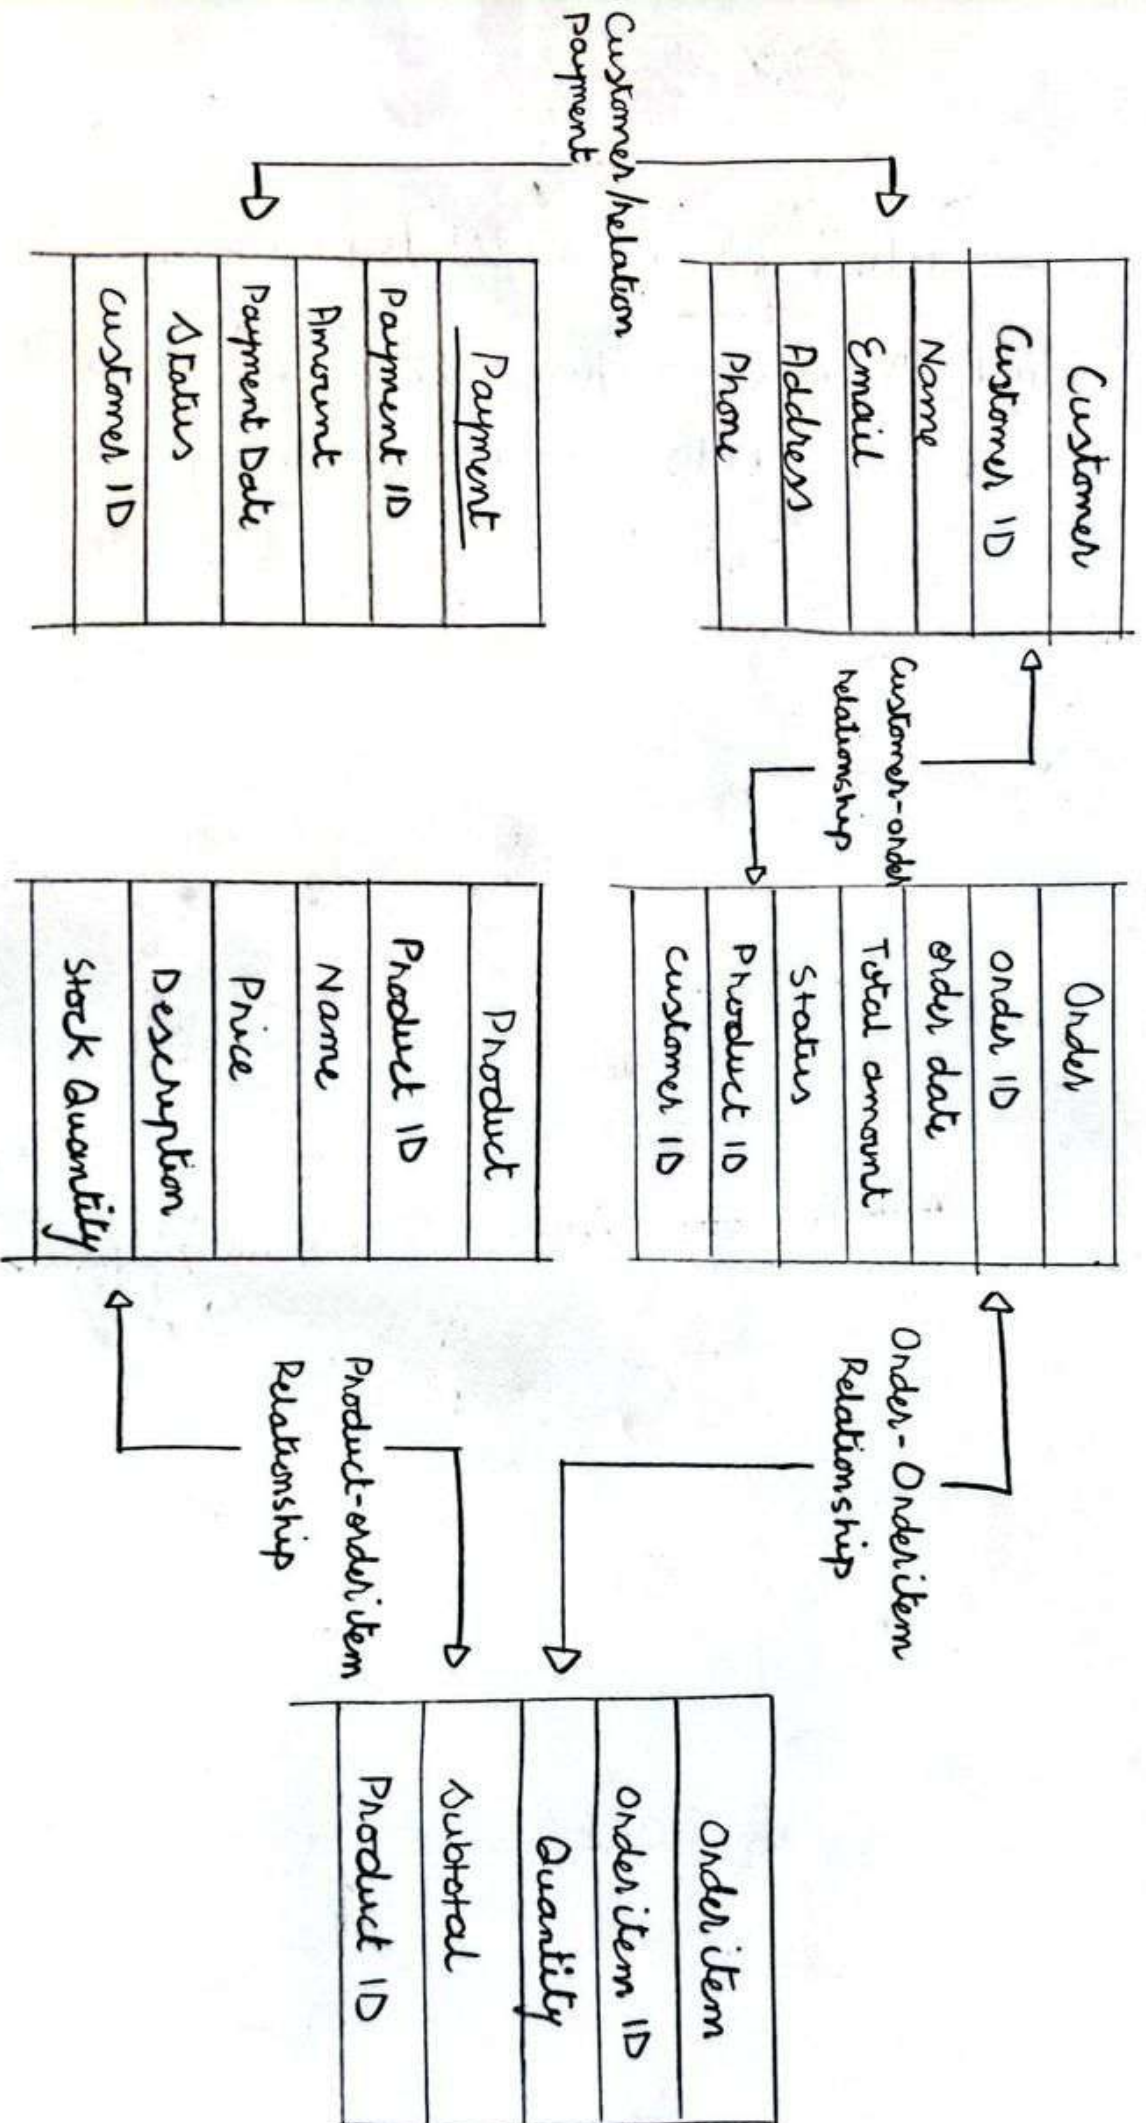 Customer
Customer ID
Name
Email
Address
Phone
Customer-order
relationship
Order
Order ID
order date
Total amount
Status
Product ID
Customer ID
Order-Orderitem
Relationship
Customer/relation
payment
Payment
Payment ID
Amount
Payment Date
Status
Customer ID
Product
Product ID
Name
Price
Description
Stock Quantity
Product-orderitem
Relationship
Order item
Order item ID
Quantity
Subtotal
Product ID